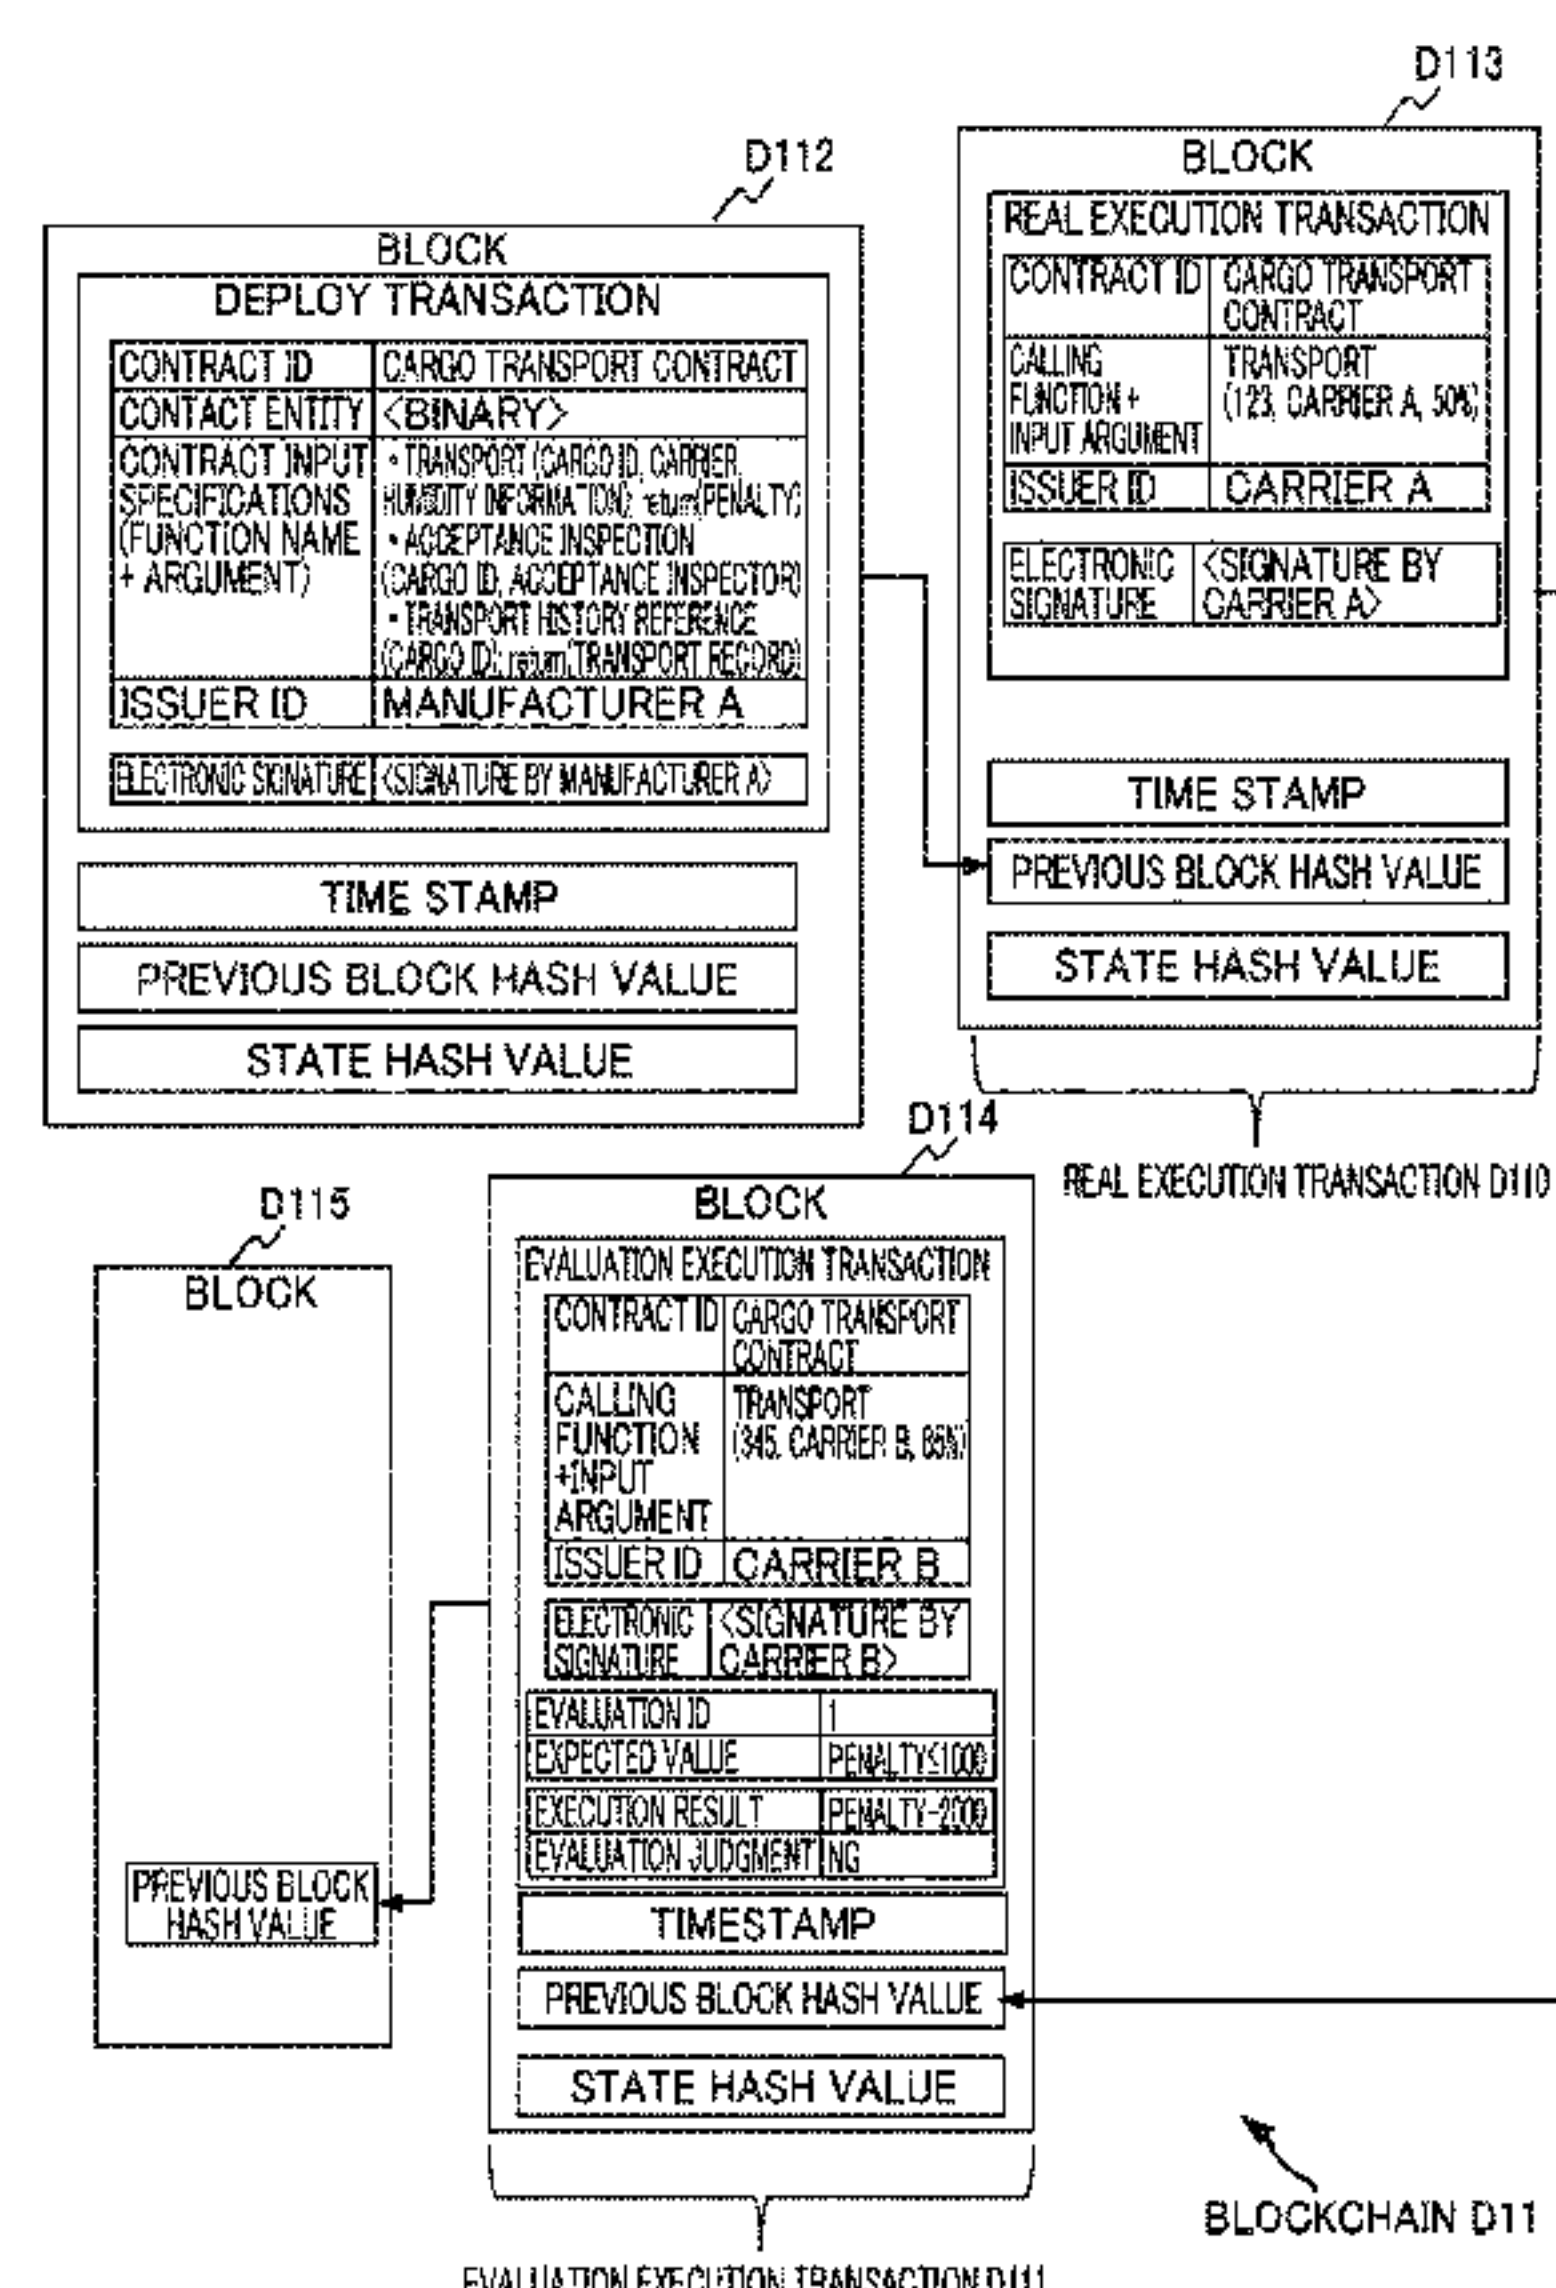 D112
BLOCK
DEPLOY TRANSACTION
CONTRACT ID
CARGO TRANSPORT CONTRACT
CONTACT ENTITY
<BINARY>
CONTRACT INPUT
SPECIFICATIONS
(FUNCTION NAME
+ ARGUMENT)
・TRANSPORT (CARGO ID, CARRIER,
HUMIDITY INFORMATION); return(PENALTY)
・ACCEPTANCE INSPECTION
(CARGO ID, ACCEPTANCE INSPECTOR)
・TRANSPORT HISTORY REFERENCE
(CARGO ID); return(TRANSPORT RECORD)
ISSUER ID
MANUFACTURER A
ELECTRONIC SIGNATURE
<SIGNATURE BY MANUFACTURER A>
TIME STAMP
PREVIOUS BLOCK HASH VALUE
STATE HASH VALUE
D113
BLOCK
REAL EXECUTION TRANSACTION
CONTRACT ID
CARGO TRANSPORT
CONTRACT
CALLING
FUNCTION +
INPUT ARGUMENT
TRANSPORT
(123, CARRIER A, 50%)
ISSUER ID
CARRIER A
ELECTRONIC
SIGNATURE
<SIGNATURE BY
CARRIER A>
TIME STAMP
PREVIOUS BLOCK HASH VALUE
STATE HASH VALUE
REAL EXECUTION TRANSACTION D110
D115
BLOCK
PREVIOUS BLOCK
HASH VALUE
D114
BLOCK
EVALUATION EXECUTION TRANSACTION
CONTRACT ID
CARGO TRANSPORT
CONTRACT
CALLING
FUNCTION
+INPUT
ARGUMENT
TRANSPORT
(345, CARRIER B,
ISSUER ID
CARRIER B
ELECTRONIC
SIGNATURE
<SIGNATURE BY
CARRIER B>
EVALUATION ID
1
EXPECTED VALUE
PENALTY≤1000
EXECUTION RESULT
PENALTY=2000
EVALUATION JUDGMENT
NG
TIMESTAMP
PREVIOUS BLOCK HASH VALUE
STATE HASH VALUE
EVALUATION EXECUTION TRANSACTION D111
BLOCKCHAIN D11